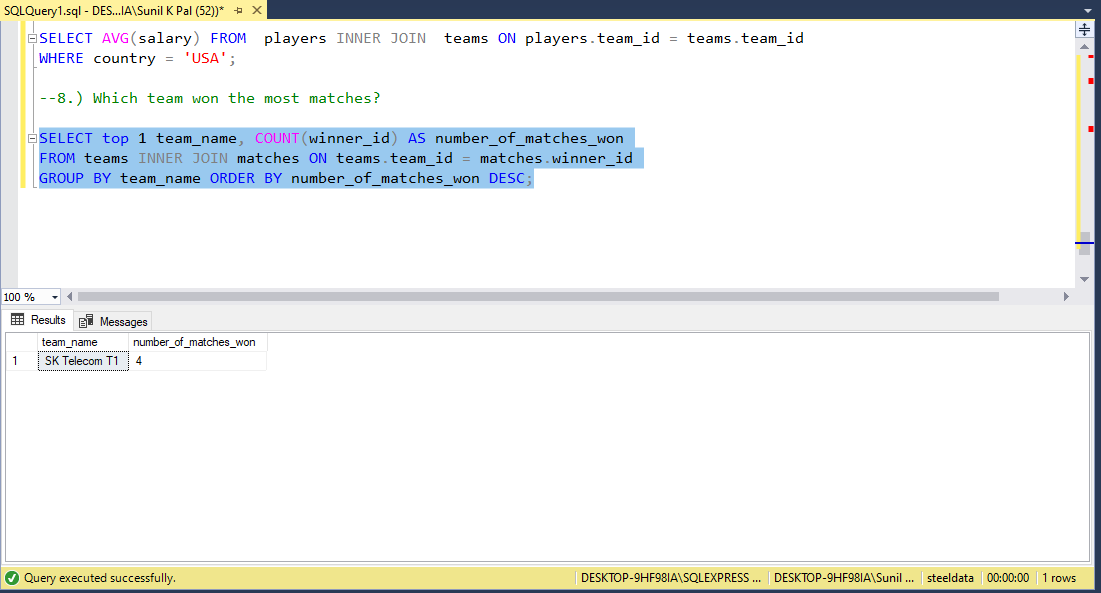 SQLQuery1.sql - DES...IA\Sunil K Pal (52))*
SELECT AVG(salary) FROM  players INNER JOIN  teams ON players.team_id = teams.team_id
WHERE country = 'USA';
--8.) Which team won the most matches?
SELECT top 1 team_name, COUNT(winner_id) AS number_of_matches_won
FROM teams INNER JOIN matches ON teams.team_id = matches.winner_id
GROUP BY team_name ORDER BY number_of_matches_won DESC;
100 %
Results Messages
team_name number_of_matches_won
1 SK Telecom T1 4
Query executed successfully. DESKTOP-9HF98IA\SQLEXPRESS ... DESKTOP-9HF98IA\Sunil ... steeldata 00:00:00 1 rows